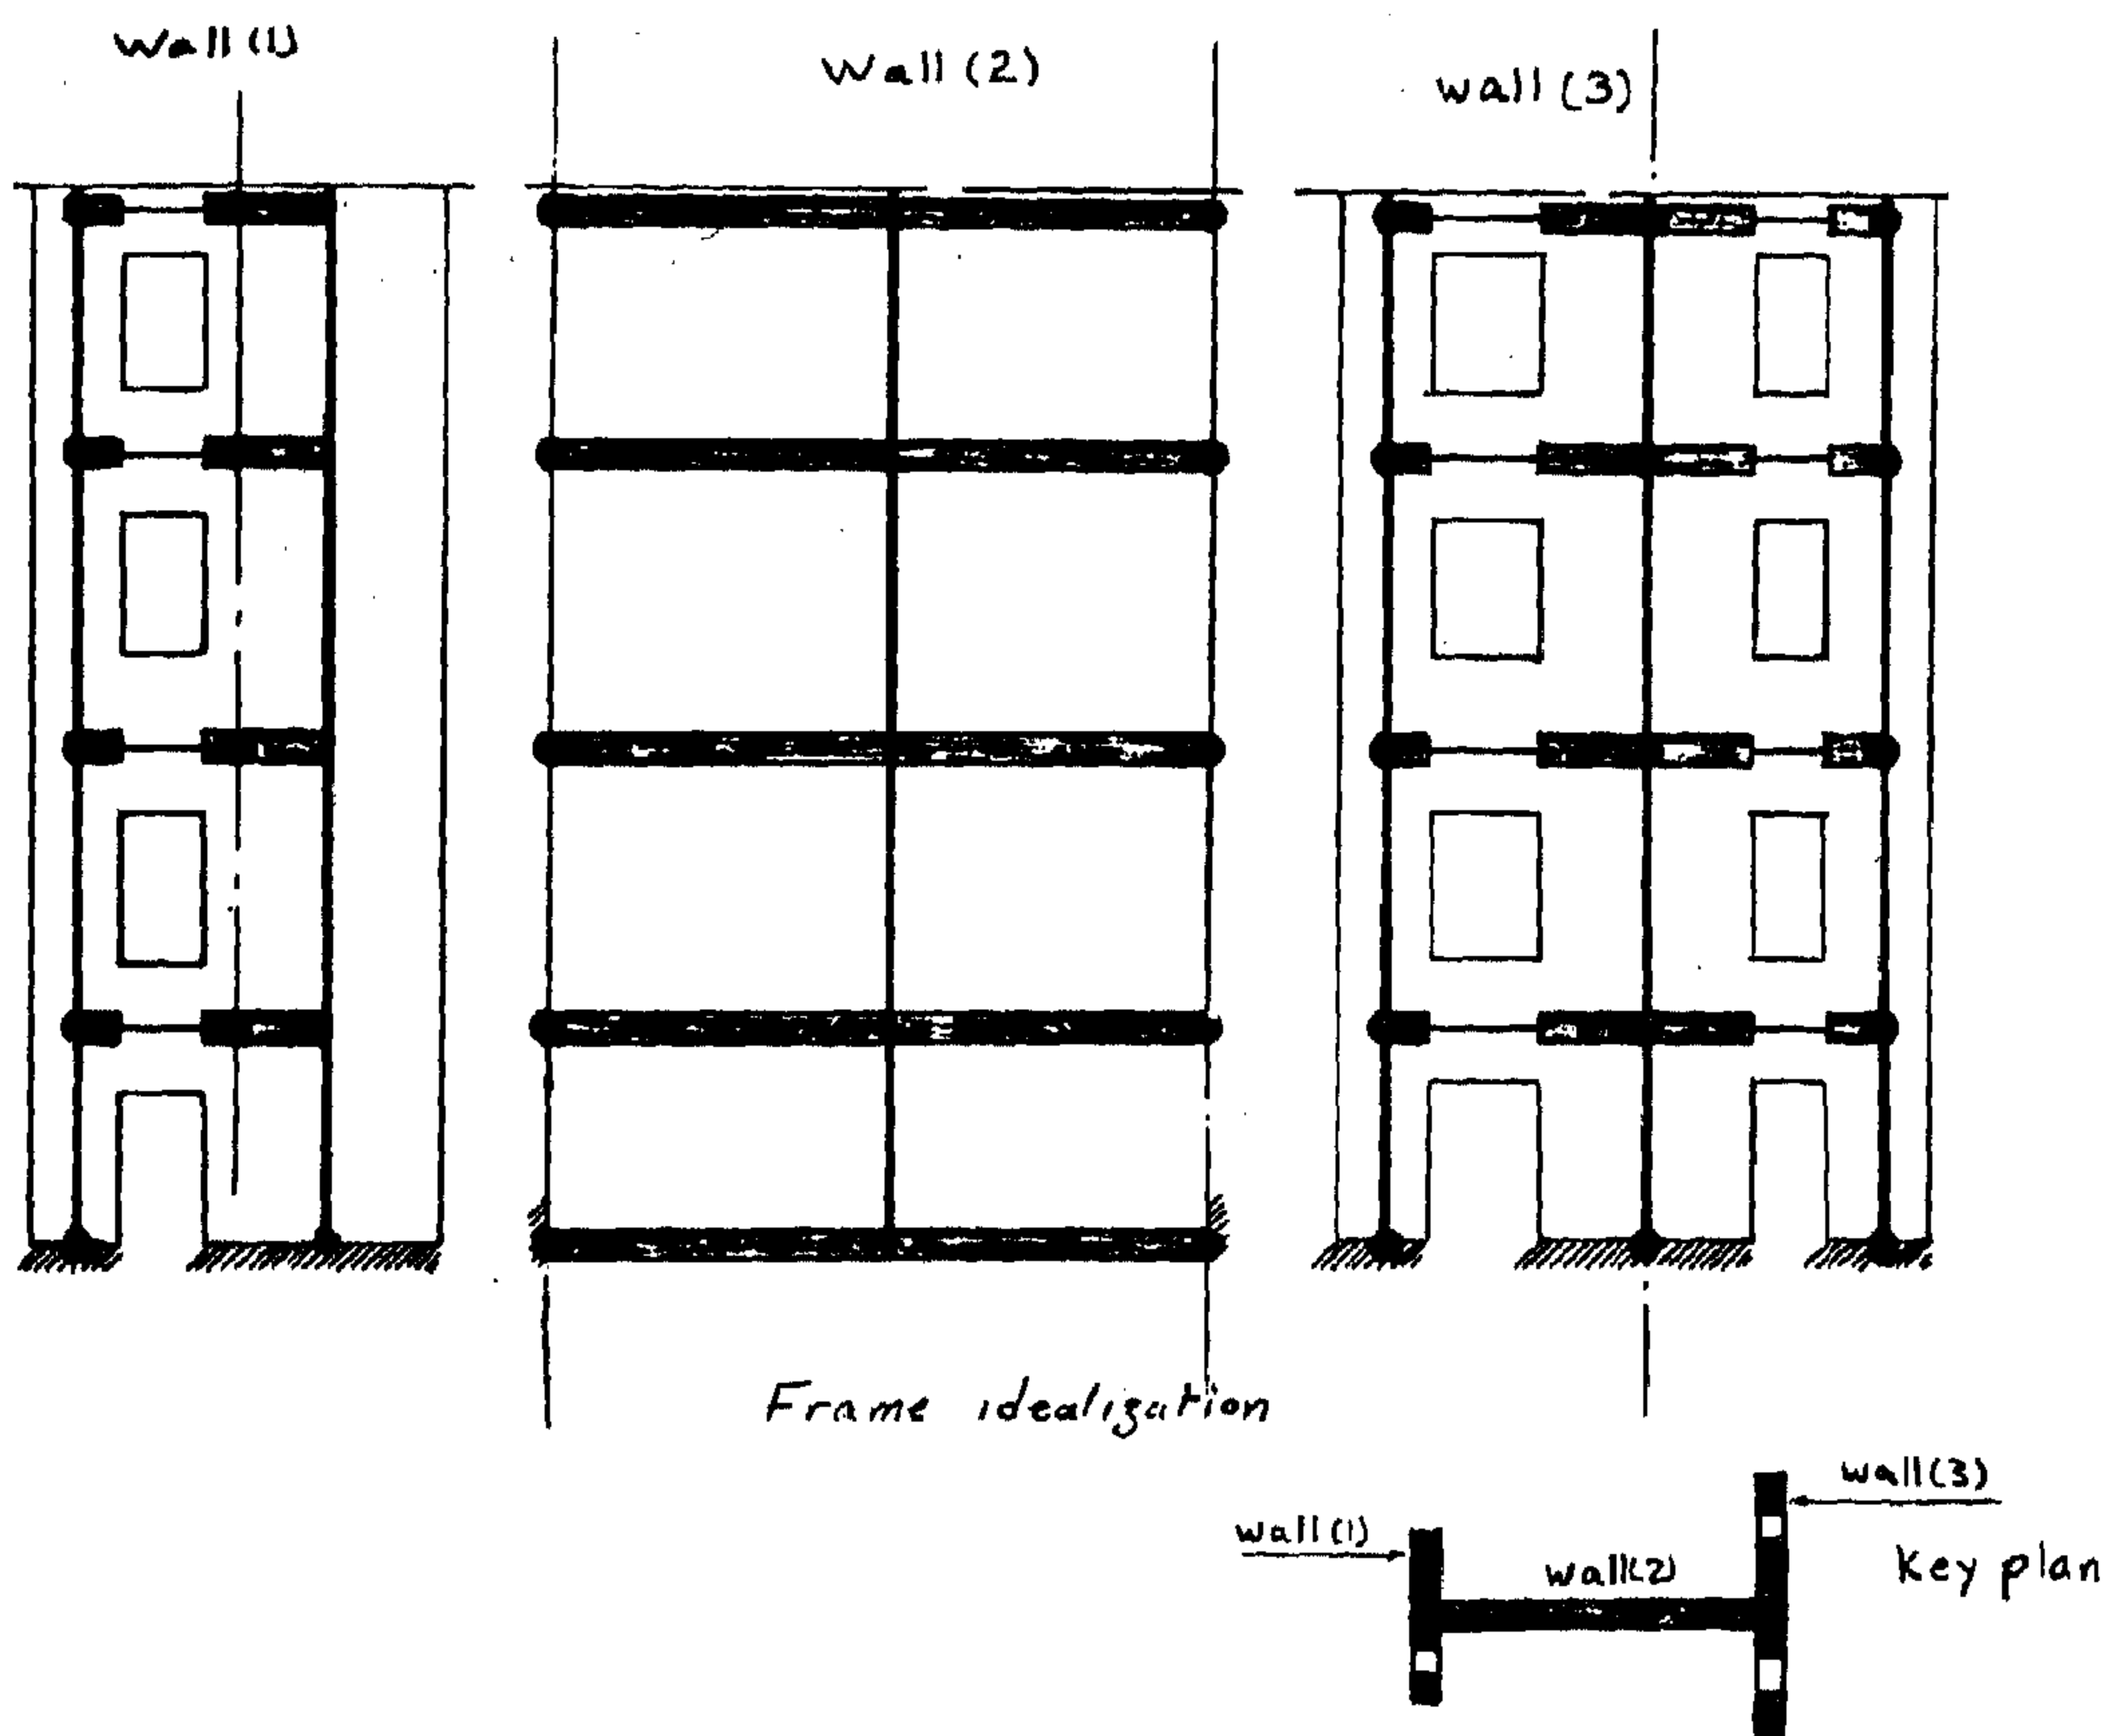 Wall (1)
Wall (2)
wall (3)
Frame idealization
wall (3)
wall (1)
wall(2)
Key plan